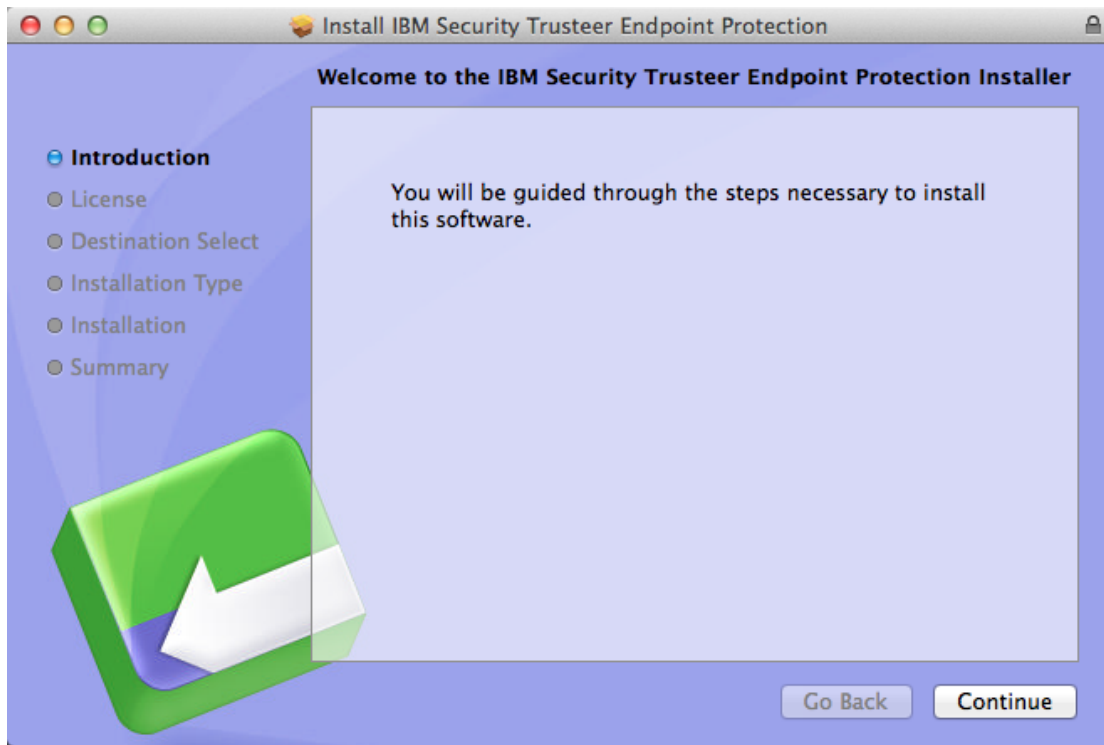 Install IBM Security Trusteer Endpoint Protection
Welcome to the IBM Security Trusteer Endpoint Protection Installer
Introduction
License
Destination Select
Installation Type
Installation
Summary
You will be guided through the steps necessary to install
this software.
Go Back
Continue